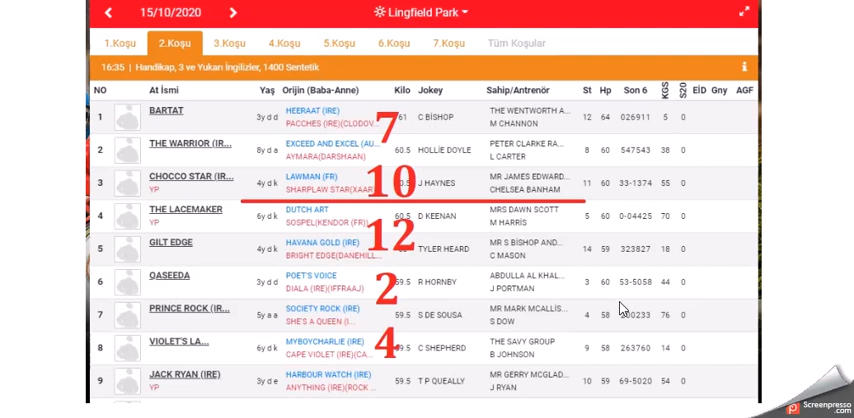 15/10/2020 Lingfield Park
1.Koşu 2.Koşu 3.Koşu 4.Koşu 5.Koşu 6.Koşu 7.Koşu Tüm Koşular
16:35 | Handikap, 3 ve Yukarı İngilizler, 1400 Sentetik
NO At İsmi Yaş Orijin (Baba-Anne) Kilo Jokey Sahip/Antrenör St Hp Son 6 KGS S20 EİD Gny AGF
1 BARTAT 3y d d HEERAAT (IRE) 61 C BİSHOP THE WENTWORTH A... 12 64 026911 5 0
PACCHES (IRE)(CLODOV... M CHANNON
7
2 THE WARRIOR (IR... 8y d a EXCEED AND EXCEL (AU... 60.5 HOLLİE DOYLE PETER CLARKE RA... 8 60 547543 38 0
AYMARA(DARSHAAN) L CARTER
3 CHOCCO STAR (IR... 4y d k LAWMAN (FR) J HAYNES MR JAMES EDWARD... 11 60 33-1374 55 0
YP SHARPLAW STAR(XAAR) CHELSEA BANHAM
10
4 THE LACEMAKER 6y d k DUTCH ART 60.5 D KEENAN MRS DAWN SCOTT 5 60 0-04425 70 0
YP SOSPEL(KENDOR (FR)) M HARRİS
12
5 GILT EDGE 4y d k HAVANA GOLD (IRE) TYLER HEARD MR S BİSHOP AND... 14 59 323827 18 0
BRIGHT EDGE(DANEHILL... C MASON
6 QASEEDA 3y d d POET'S VOICE R HORNBY ABDULLA AL KHAL... 3 60 53-5058 44 0
DIALA (IRE)(IFFRAAJ) J PORTMAN
2
7 PRINCE ROCK (IR... 5y a a SOCIETY ROCK (IRE) 59.5 S DE SOUSA MR MARK MCALLİS... 4 58 76 0
SHE'S A QUEEN (I... S DOW
8 VIOLET'S LA... 6y d k MYBOYCHARLIE (IRE) C SHEPHERD THE SAVY GROUP 9 58 263760 14 0
CAPE VIOLET (IRE)(CA... B JOHNSON
4
9 JACK RYAN (IRE) 3y d e HARBOUR WATCH (IRE) 59.5 T P QUEALLY MR GERRY MCGLAD... 10 59 69-5020 54 0
YP ANYTHING (IRE)(ROCK ... J RYAN
Screenpresso.com